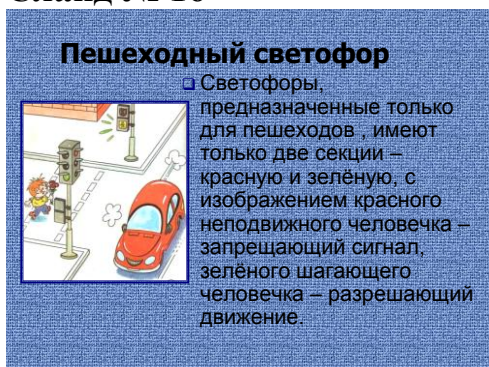 Пешеходный светофор
Светофоры,
предназначенные только
для пешеходов , имеют
только две секции –
красную и зелёную, с
изображением красного
неподвижного человечка –
запрещающий сигнал,
зелёного шагающего
человечка – разрешающий
движение.